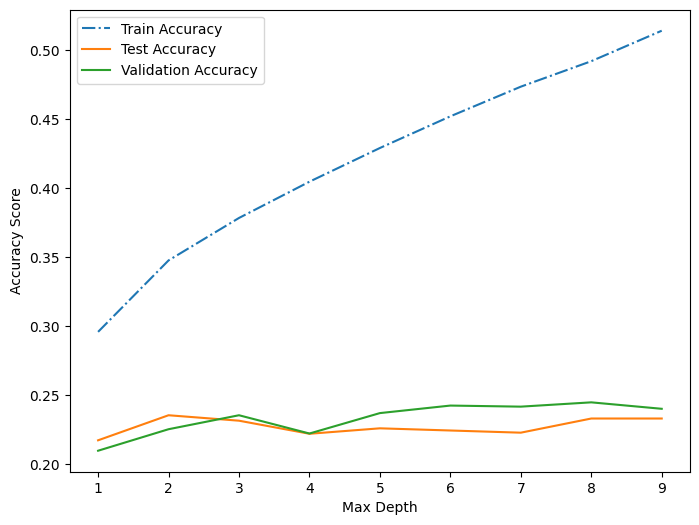 Train Accuracy
Test Accuracy
Validation Accuracy
Accuracy Score
0.50
0.45
0.40
0.35
0.30
0.25
0.20
1 2 3 4 5 6 7 8 9
Max Depth